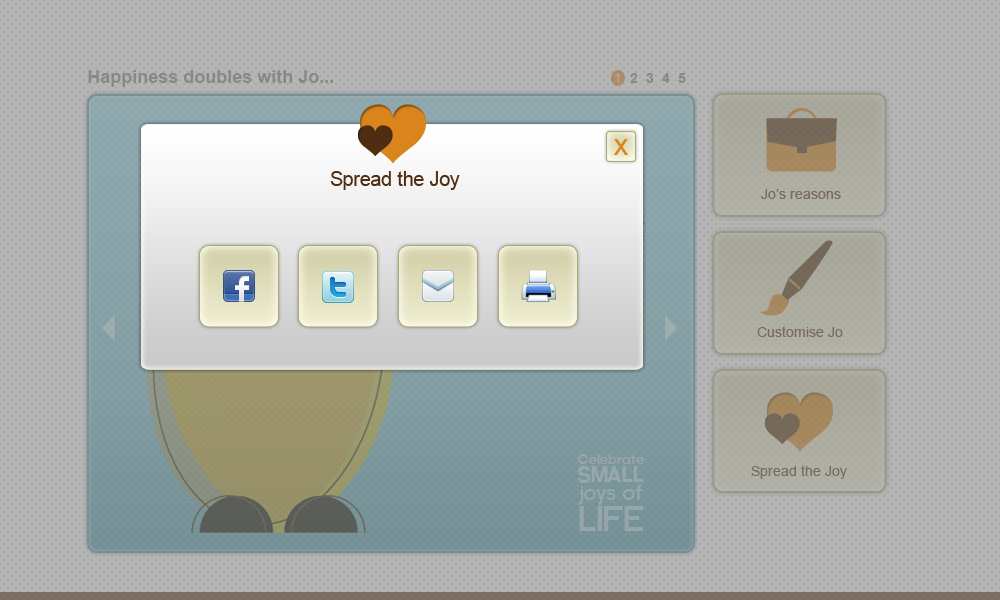 Happiness doubles with Jo...
1 2 3 4 5
X
Spread the Joy
f
t
Jo's reasons
Customise Jo
Spread the Joy
Celebrate
SMALL
joys of
LIFE